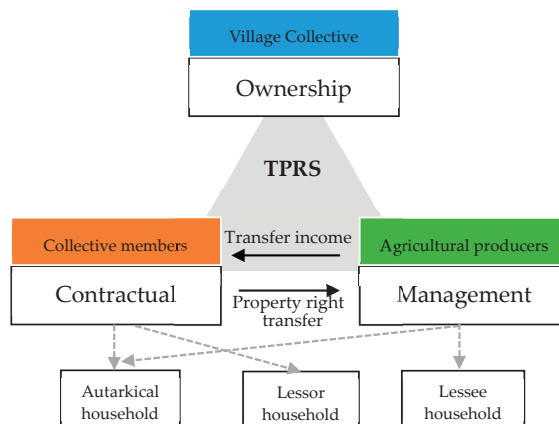 Village Collective
Ownership
TPRS
Collective members
Transfer income
Agricultural producers
Contractual
Property right
transfer
Management
Autarkical
household
Lessor
household
Lessee
household